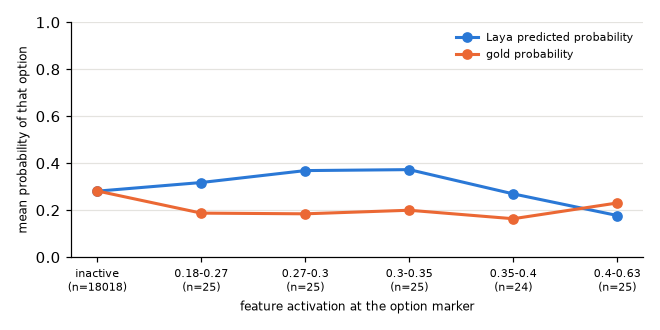 1.0
0.8
0.6
0.4
0.2
0.0
mean probability of that option
Laya predicted probability
gold probability
inactive
(n=18018)
0.18-0.27
(n=25)
0.27-0.3
(n=25)
0.3-0.35
(n=25)
0.35-0.4
(n=24)
0.4-0.63
(n=25)
feature activation at the option marker